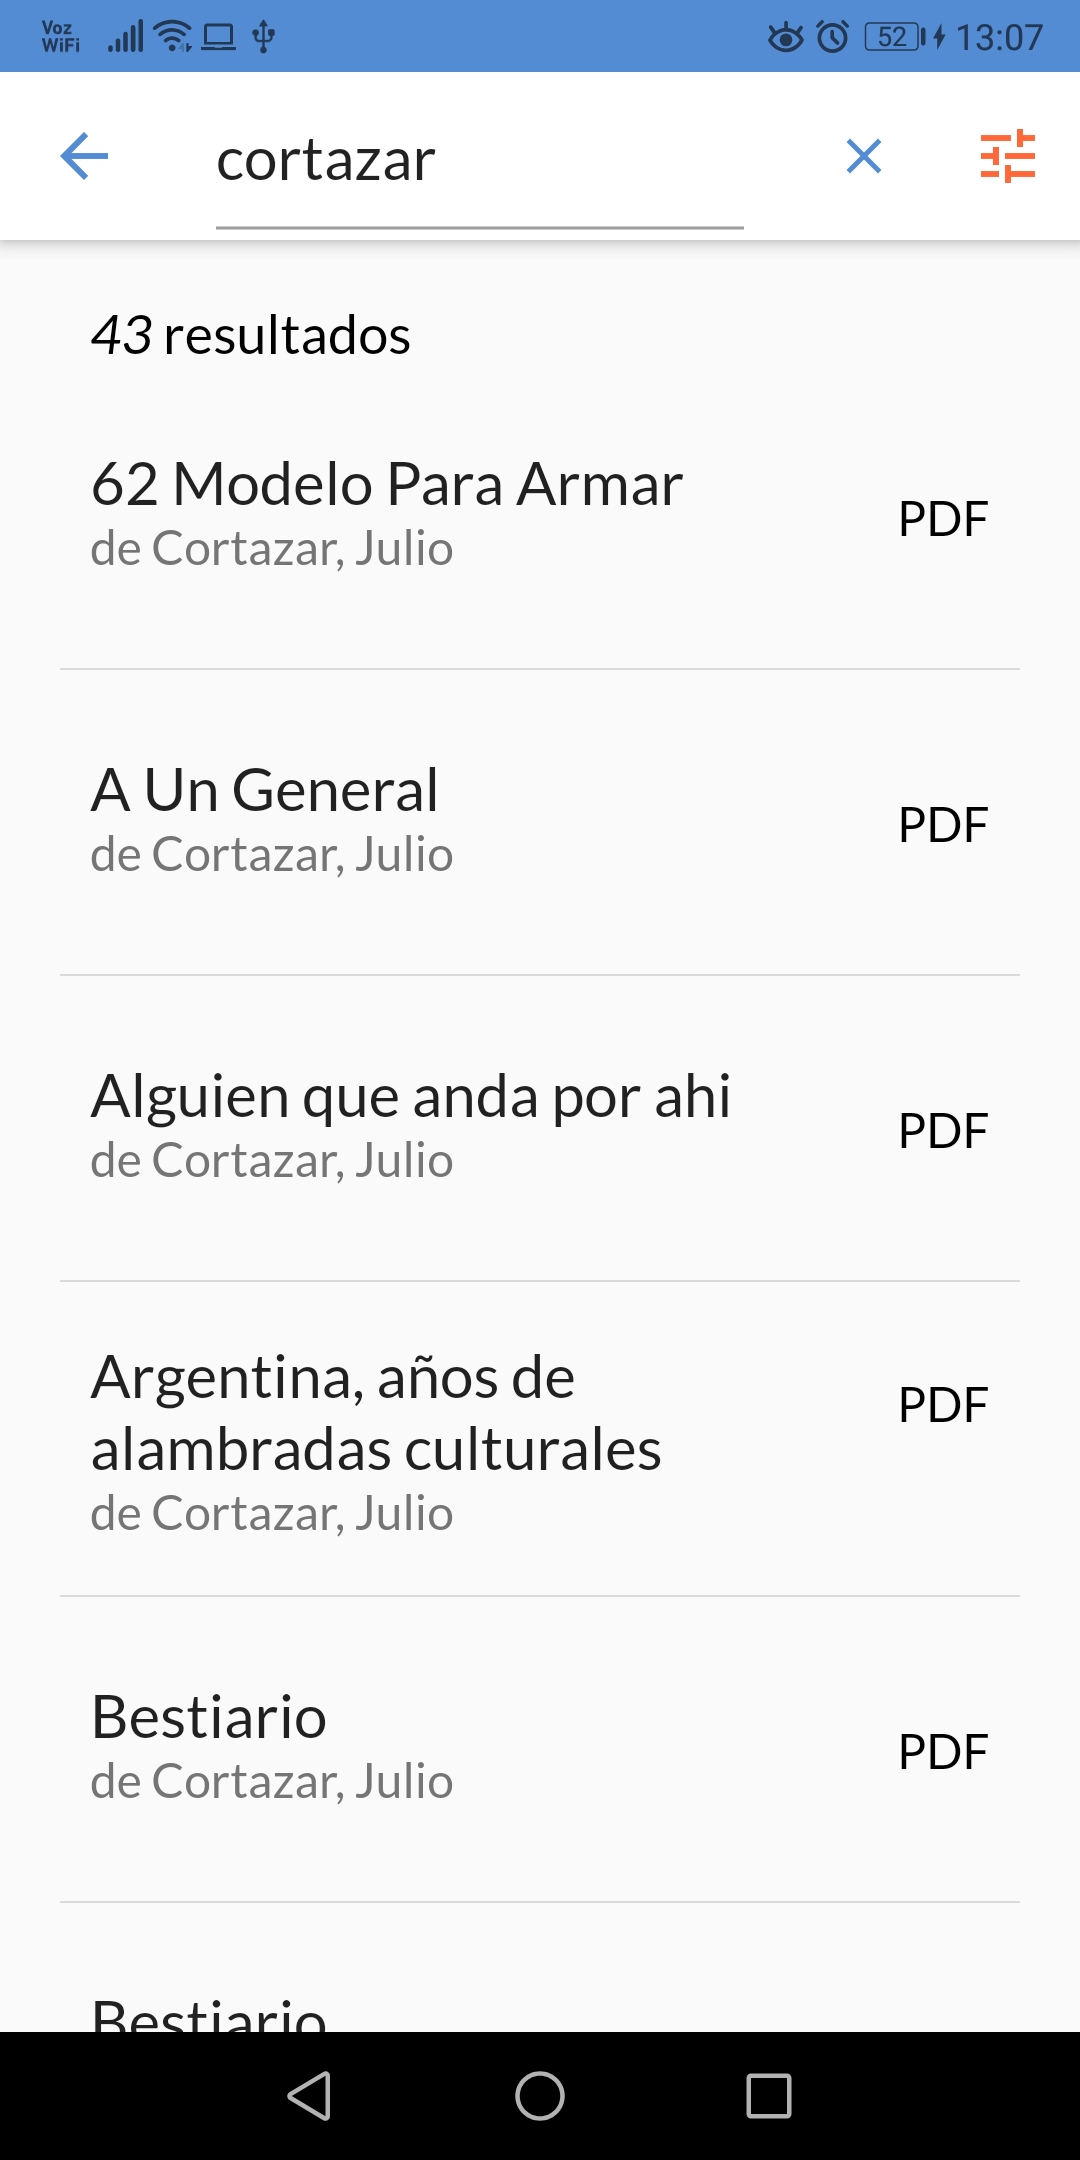 Voz
WiFi
52
13:07
cortazar
43 resultados
62 Modelo Para Armar
de Cortazar, Julio
PDF
A Un General
de Cortazar, Julio
PDF
Alguien que anda por ahi
de Cortazar, Julio
PDF
Argentina, años de
alambradas culturales
de Cortazar, Julio
PDF
Bestiario
de Cortazar, Julio
PDF
Bestiario